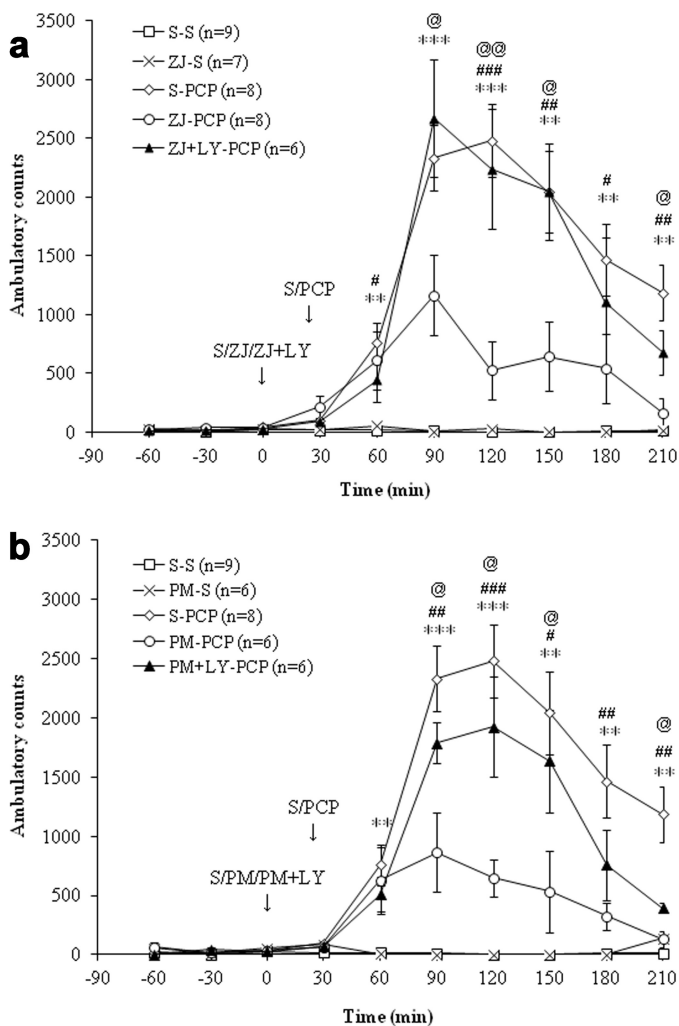 a
3500
3000
2500
2000
1500
1000
500
0
Ambulatory counts
S-S (n=9)
ZJ-S (n=7)
S-PCP (n=8)
ZJ-PCP (n=8)
ZJ+LY-PCP (n=6)
@
***
@@
###
***
@
##
**
#
**
@
##
**
#
**
S/PCP
↓
S/ZJ/ZJ+LY
↓
-90 -60 -30 0 30 60 90 120 150 180 210
Time (min)
b
3500
3000
2500
2000
1500
1000
500
0
Ambulatory counts
S-S (n=9)
PM-S (n=6)
S-PCP (n=8)
PM-PCP (n=6)
PM+LY-PCP (n=6)
@
##
***
@
###
***
@
#
**
##
**
@
##
**
**
S/PCP
↓
S/PM/PM+LY
↓
-90 -60 -30 0 30 60 90 120 150 180 210
Time (min)